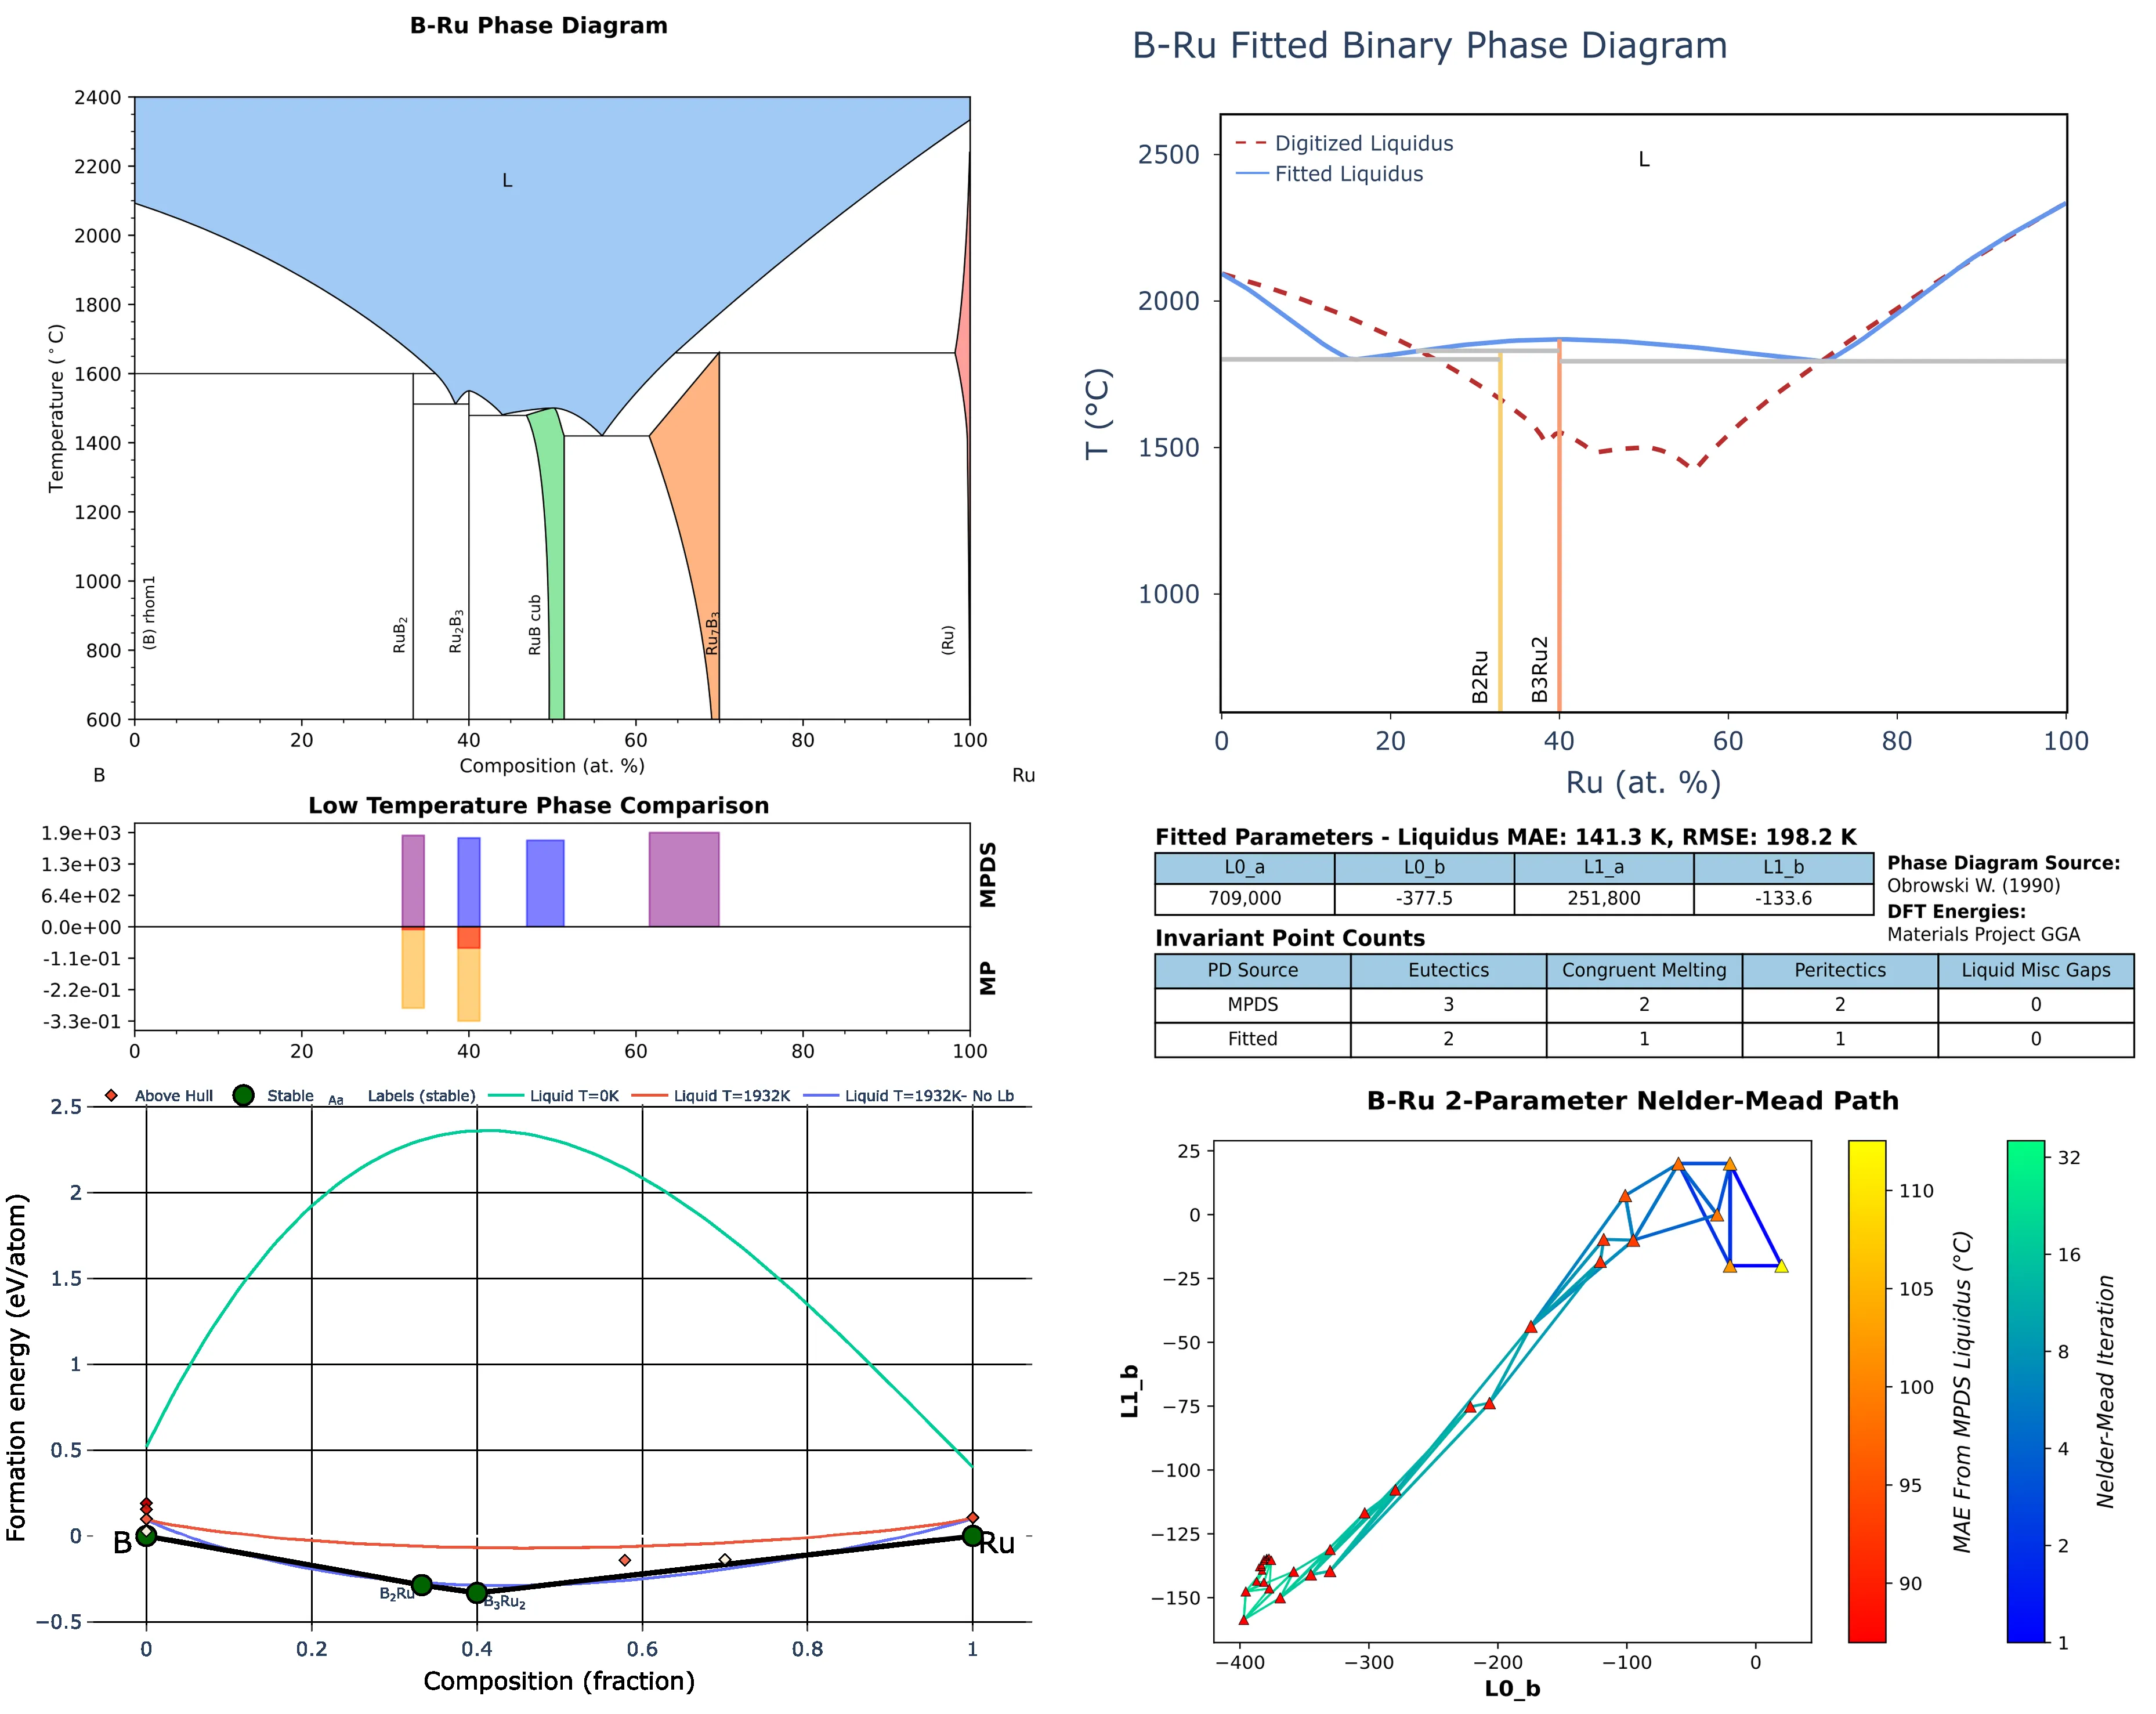 B-Ru Phase Diagram
2400
2200
2000
1800
1600
1400
1200
1000
800
600
Temperature (°C)
L
(B) rhom1
RuB2
Ru2B3
RuB cub
Ru7B3
(Ru)
0 20 40 60 80 100
Composition (at. %)
B Ru
B-Ru Fitted Binary Phase Diagram
Digitized Liquidus
Fitted Liquidus
L
2500
2000
1500
1000
T (°C)
B2Ru
B3Ru2
0 20 40 60 80 100
Ru (at. %)
Low Temperature Phase Comparison
1.9e+03
1.3e+03
6.4e+02
0.0e+00
-1.1e-01
-2.2e-01
-3.3e-01
MPDS
MP
0 20 40 60 80 100
Fitted Parameters - Liquidus MAE: 141.3 K, RMSE: 198.2 K
L0_a L0_b L1_a L1_b
709,000 -377.5 251,800 -133.6
Phase Diagram Source:
Obrowski W. (1990)
DFT Energies:
Materials Project GGA
Invariant Point Counts
PD Source Eutectics Congruent Melting Peritectics Liquid Misc Gaps
MPDS 3 2 2 0
Fitted 2 1 1 0
Above Hull Stable Aa Labels (stable) Liquid T=0K Liquid T=1932K Liquid T=1932K- No Lb
2.5
2
1.5
1
0.5
0
−0.5
Formation energy (eV/atom)
B
Ru
B2Ru
B3Ru2
0 0.2 0.4 0.6 0.8 1
Composition (fraction)
B-Ru 2-Parameter Nelder-Mead Path
25
0
−25
−50
−75
−100
−125
−150
L1_b
−400 −300 −200 −100 0
L0_b
110
105
100
95
90
MAE From MPDS Liquidus (°C)
32
16
8
4
2
1
Nelder-Mead Iteration